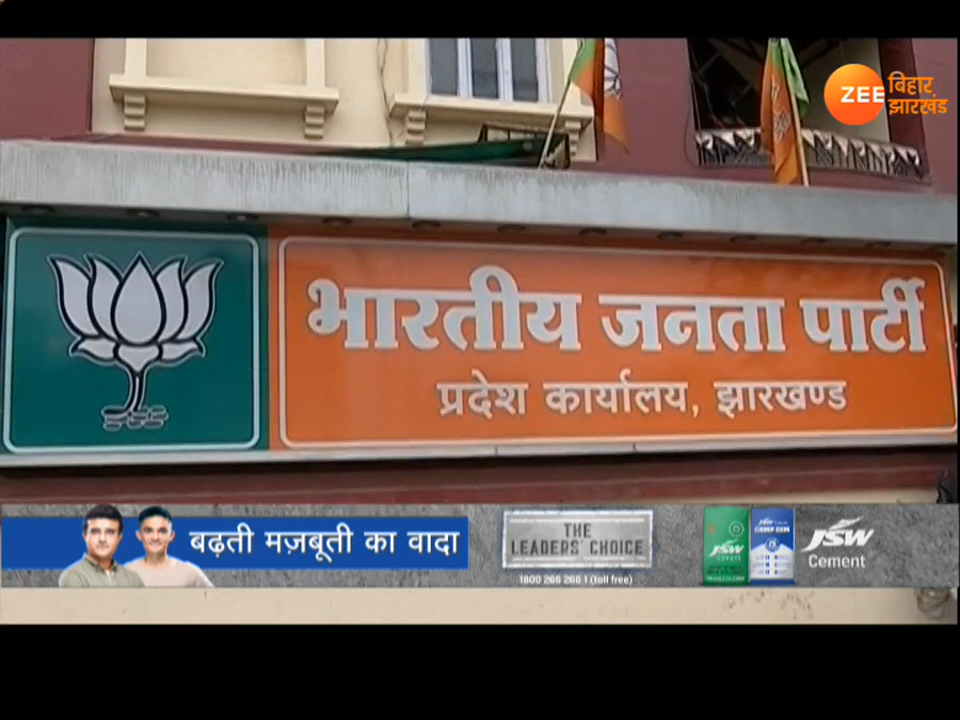 ZEE बिहार झारखंड
भारतीय जनता पार्टी
प्रदेश कार्यालय, झारखण्ड
बढ़ती मज़बूती का वादा
THE
LEADERS' CHOICE
1800 266 266 1 (toll free)
JSW
JSW
Cement